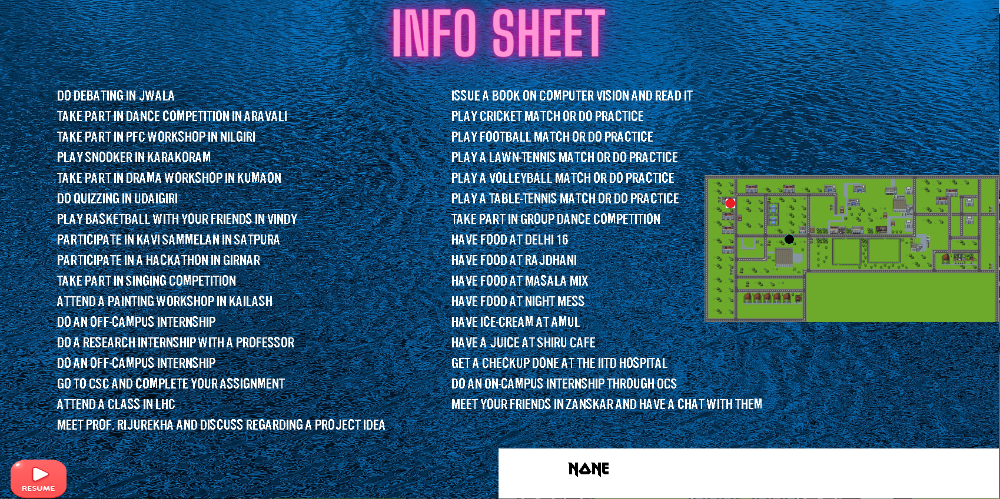 INFO SHEET
DO DEBATING IN JWALA
TAKE PART IN DANCE COMPETITION IN ARAVALI
TAKE PART IN PFC WORKSHOP IN NILGIRI
PLAY SNOOKER IN KARAKORAM
TAKE PART IN DRAMA WORKSHOP IN KUMAON
DO QUIZZING IN UDAIGIRI
PLAY BASKETBALL WITH YOUR FRIENDS IN VINDY
PARTICIPATE IN KAVI SAMMELAN IN SATPURA
PARTICIPATE IN A HACKATHON IN GIRNAR
TAKE PART IN SINGING COMPETITION
ATTEND A PAINTING WORKSHOP IN KAILASH
DO AN OFF-CAMPUS INTERNSHIP
DO A RESEARCH INTERNSHIP WITH A PROFESSOR
DO AN OFF-CAMPUS INTERNSHIP
GO TO CSC AND COMPLETE YOUR ASSIGNMENT
ATTEND A CLASS IN LHC
MEET PROF. RIJUREKHA AND DISCUSS REGARDING A PROJECT IDEA
ISSUE A BOOK ON COMPUTER VISION AND READ IT
PLAY CRICKET MATCH OR DO PRACTICE
PLAY FOOTBALL MATCH OR DO PRACTICE
PLAY A LAWN-TENNIS MATCH OR DO PRACTICE
PLAY A VOLLEYBALL MATCH OR DO PRACTICE
PLAY A TABLE-TENNIS MATCH OR DO PRACTICE
TAKE PART IN GROUP DANCE COMPETITION
HAVE FOOD AT DELHI 16
HAVE FOOD AT RAJDHANI
HAVE FOOD AT MASALA MIX
HAVE FOOD AT NIGHT MESS
HAVE ICE-CREAM AT AMUL
HAVE A JUICE AT SHIRU CAFE
GET A CHECKUP DONE AT THE IITD HOSPITAL
DO AN ON-CAMPUS INTERNSHIP THROUGH OCS
MEET YOUR FRIENDS IN ZANSKAR AND HAVE A CHAT WITH THEM
RESUME
NONE